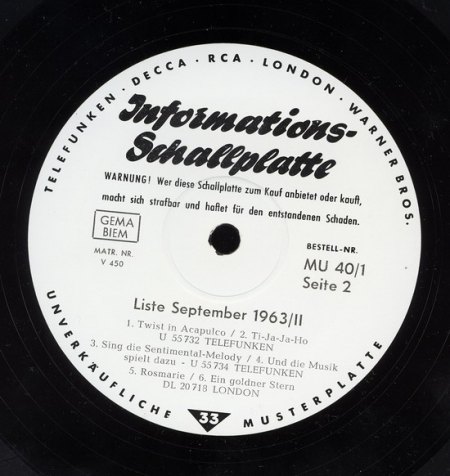 TELEFUNKEN · DECCA · RCA · LONDON · WARNER BROS.
Informations-
Schallplatte
WARNUNG! Wer diese Schallplatte zum Kauf anbietet oder kauft,
macht sich strafbar und haftet für den entstandenen Schaden.
GEMA
BIEM
MATR. NR.
V 450
BESTELL-NR.
MU 40/1
Seite 2
Liste September 1963/II
1. Twist in Acapulco / 2. Ti-Ja-Ja-Ho
U 55732 TELEFUNKEN
3. Sing die Sentimental-Melody / 4. Und die Musik
spielt dazu - U 55734 TELEFUNKEN
5. Rosmarie / 6. Ein goldner Stern
DL 20718 LONDON
UNVERKÄUFLICHE 33 MUSTERPLATTE